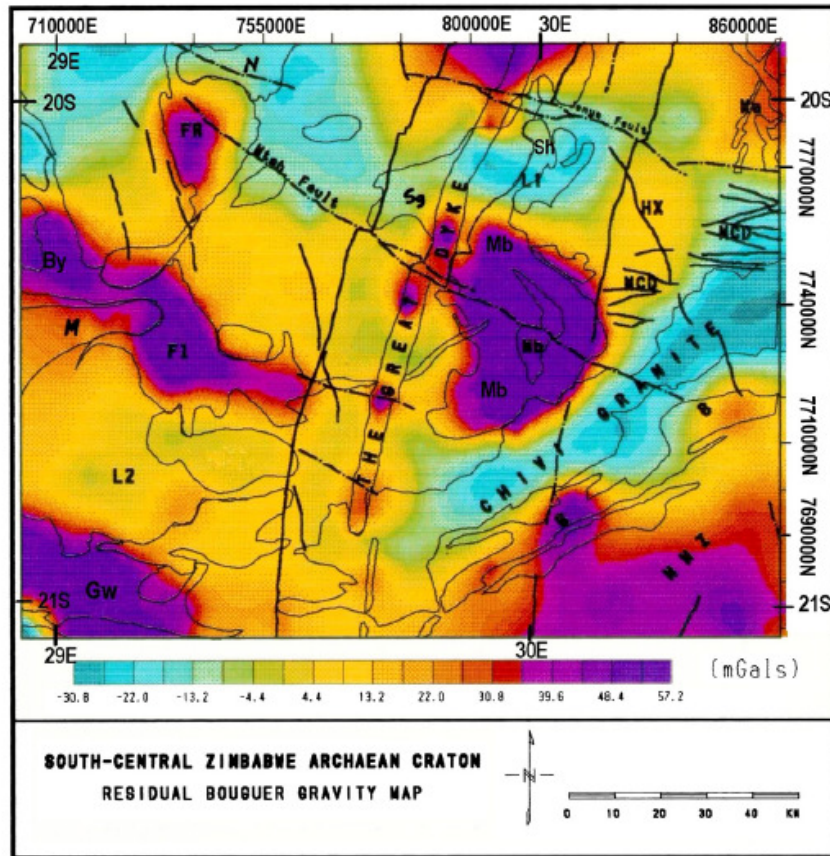 710000E 755000E 800000E 30E 860000E
29E
20S 20S
N
FR
Ka
Jenya Fault
Sh
Mtsh. Fault
L1
7770000N
Sg
HX
MCD
By
Mb
MCD
7740000N
M
F1
Mb
Mb
THE GREAT DYKE
CHIVI GRANITE
B
7710000N
L2
B
7690000N
NMZ
Gw
21S 21S
29E 30E
(mGals)
-30.8 -22.0 -13.2 -4.4 4.4 13.2 22.0 30.8 39.6 48.4 57.2
SOUTH-CENTRAL ZIMBABWE ARCHAEAN CRATON
RESIDUAL BOUGUER GRAVITY MAP
N
0 10 20 30 40 KM